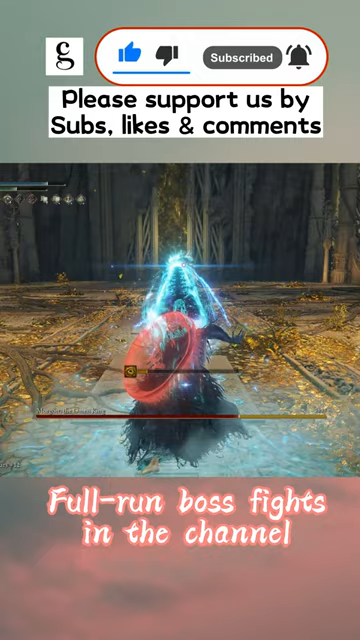 g
Subscribed
Please support us by
Subs, likes & comments
Morgott, the Omen King
Full-run boss fights
in the channel